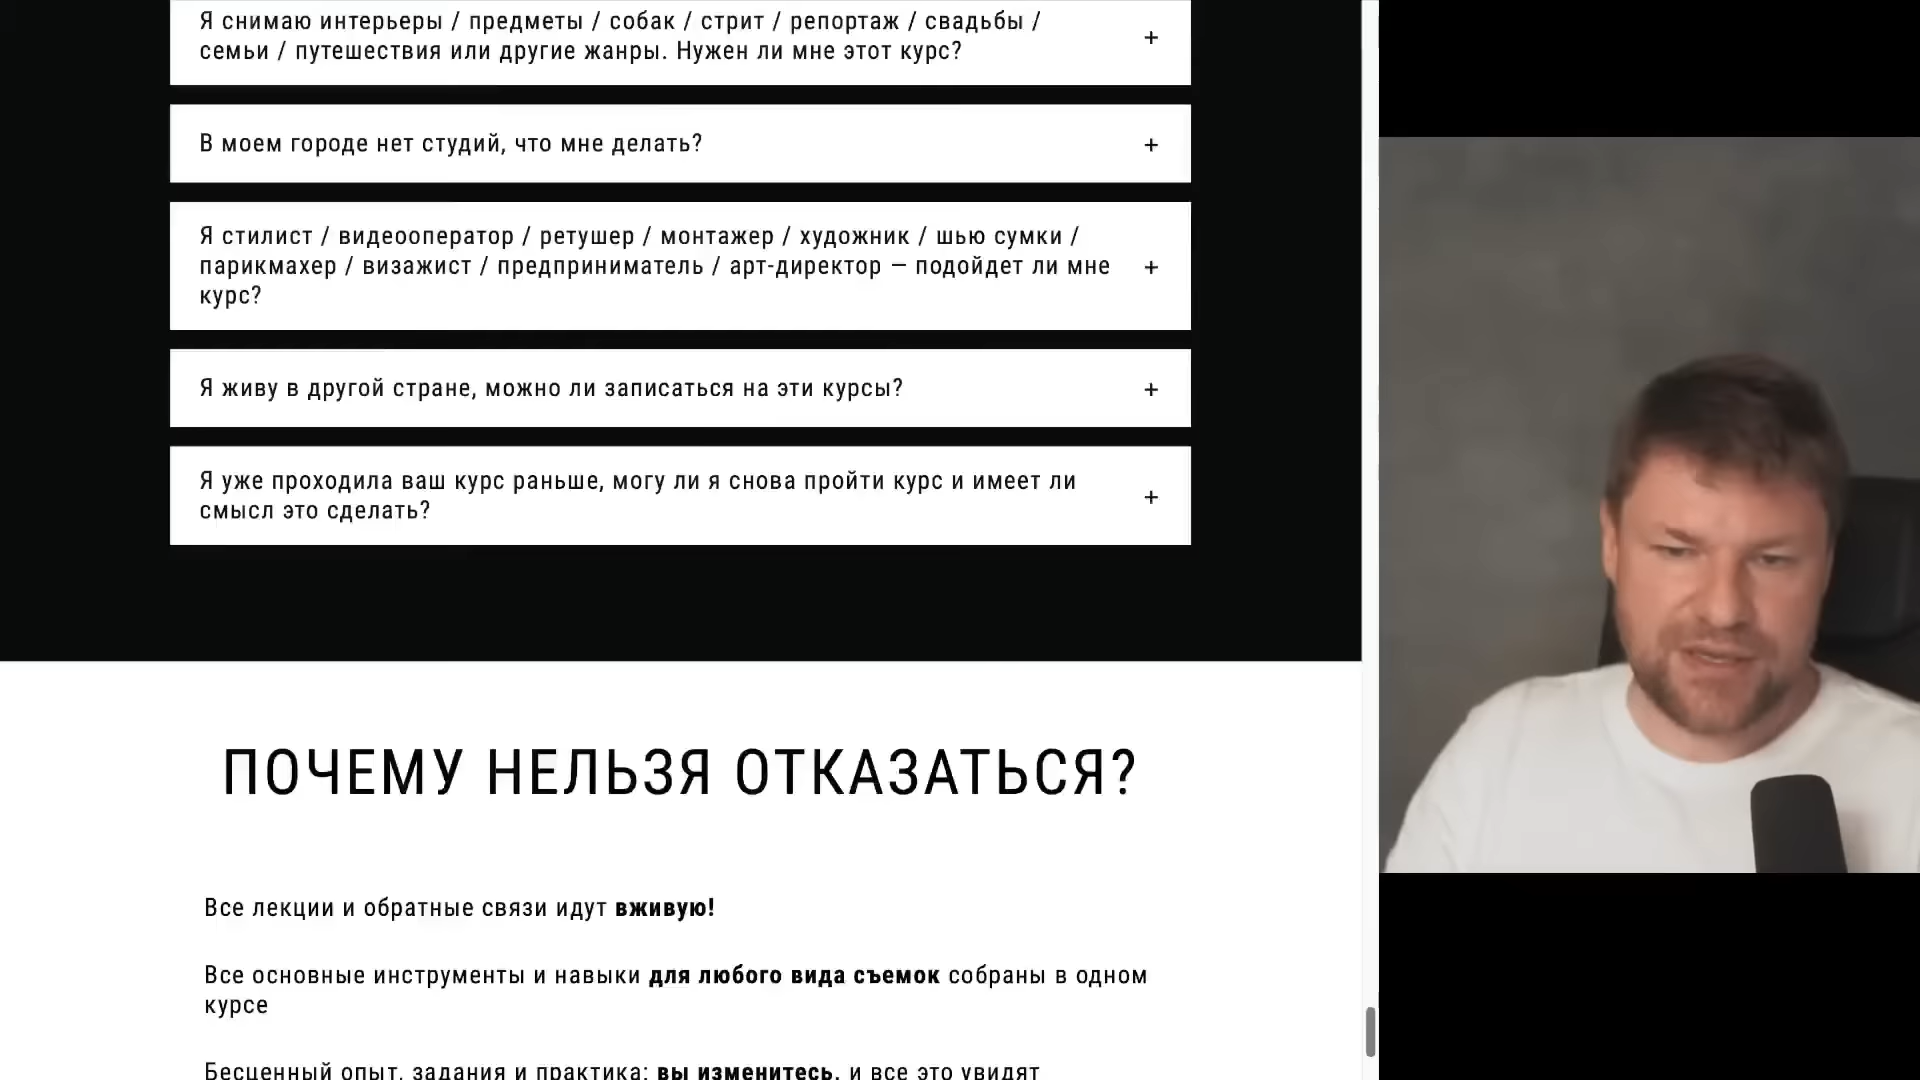 Я снимаю интерьеры / предметы / собак / стрит / репортаж / свадьбы /
семьи / путешествия или другие жанры. Нужен ли мне этот курс?
+
В моем городе нет студий, что мне делать?
+
Я стилист / видеооператор / ретушер / монтажер / художник / шью сумки /
парикмахер / визажист / предприниматель / арт-директор — подойдет ли мне
курс?
+
Я живу в другой стране, можно ли записаться на эти курсы?
+
Я уже проходила ваш курс раньше, могу ли я снова пройти курс и имеет ли
смысл это сделать?
+
ПОЧЕМУ НЕЛЬЗЯ ОТКАЗАТЬСЯ?
Все лекции и обратные связи идут вживую!
Все основные инструменты и навыки для любого вида съемок собраны в одном
курсе
Бесценный опыт, задания и практика: вы изменитесь, и все это увидят